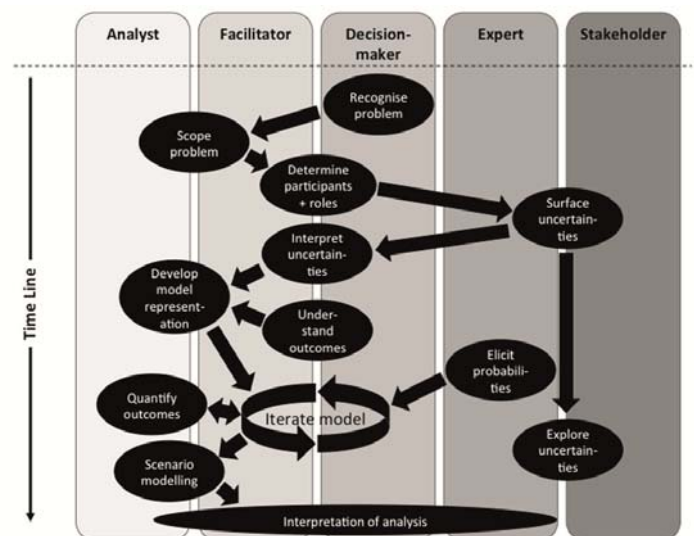 Analyst
Facilitator
Decision-
maker
Expert
Stakeholder
Time Line
Recognise
problem
Scope
problem
Determine
participants
+ roles
Surface
uncertain-
ties
Interpret
uncertain-
ties
Develop
model
represent-
ation
Under-
stand
outcomes
Elicit
probabili-
ties
Quantify
outcomes
Iterate model
Explore
uncertain-
ties
Scenario
modelling
Interpretation of analysis